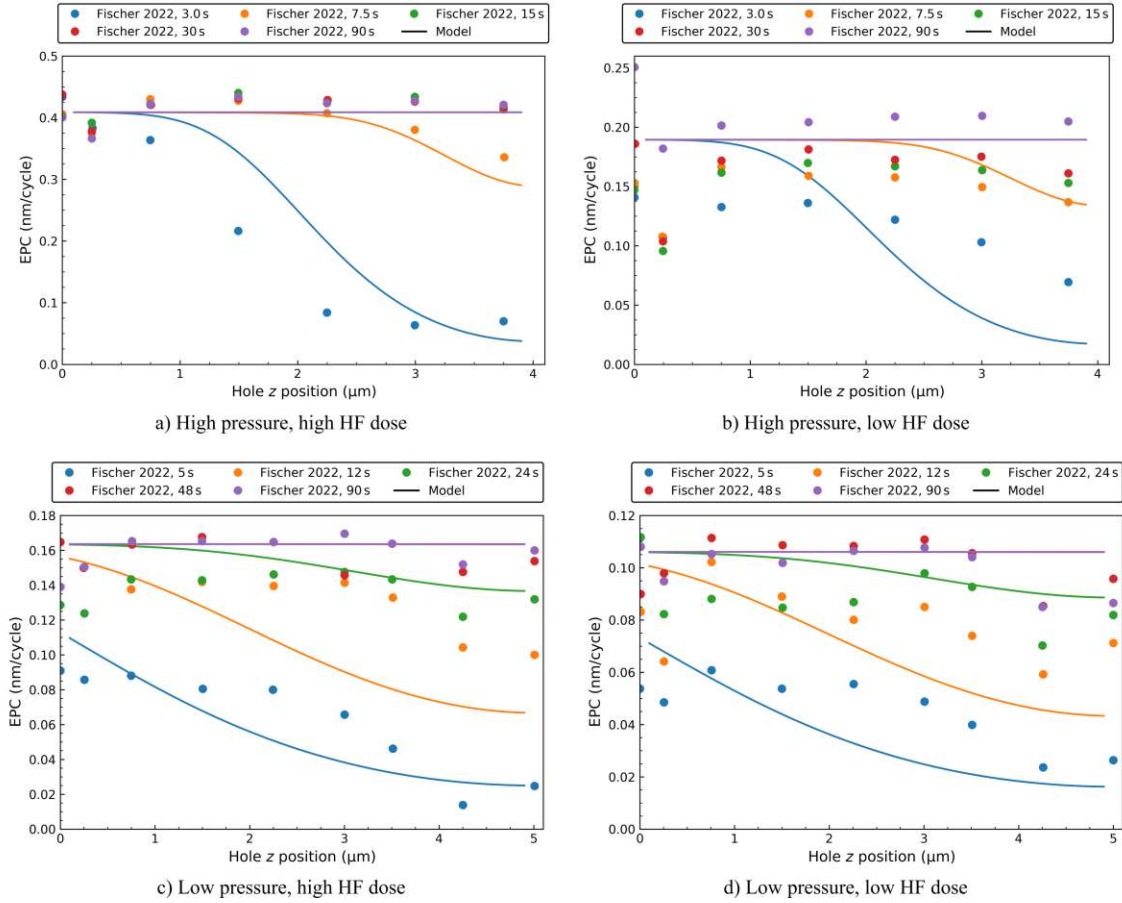 Fischer 2022, 3.0 s Fischer 2022, 7.5 s Fischer 2022, 15 s
Fischer 2022, 30 s Fischer 2022, 90 s Model
0.5
0.4
0.3
0.2
0.1
0.0
EPC (nm/cycle)
0 1 2 3 4
Hole z position (μm)
a) High pressure, high HF dose
Fischer 2022, 3.0 s Fischer 2022, 7.5 s Fischer 2022, 15 s
Fischer 2022, 30 s Fischer 2022, 90 s Model
0.25
0.20
0.15
0.10
0.05
0.00
EPC (nm/cycle)
0 1 2 3 4
Hole z position (μm)
b) High pressure, low HF dose
Fischer 2022, 5 s Fischer 2022, 12 s Fischer 2022, 24 s
Fischer 2022, 48 s Fischer 2022, 90 s Model
0.18
0.16
0.14
0.12
0.10
0.08
0.06
0.04
0.02
0.00
EPC (nm/cycle)
0 1 2 3 4 5
Hole z position (μm)
c) Low pressure, high HF dose
Fischer 2022, 5 s Fischer 2022, 12 s Fischer 2022, 24 s
Fischer 2022, 48 s Fischer 2022, 90 s Model
0.12
0.10
0.08
0.06
0.04
0.02
0.00
EPC (nm/cycle)
0 1 2 3 4 5
Hole z position (μm)
d) Low pressure, low HF dose